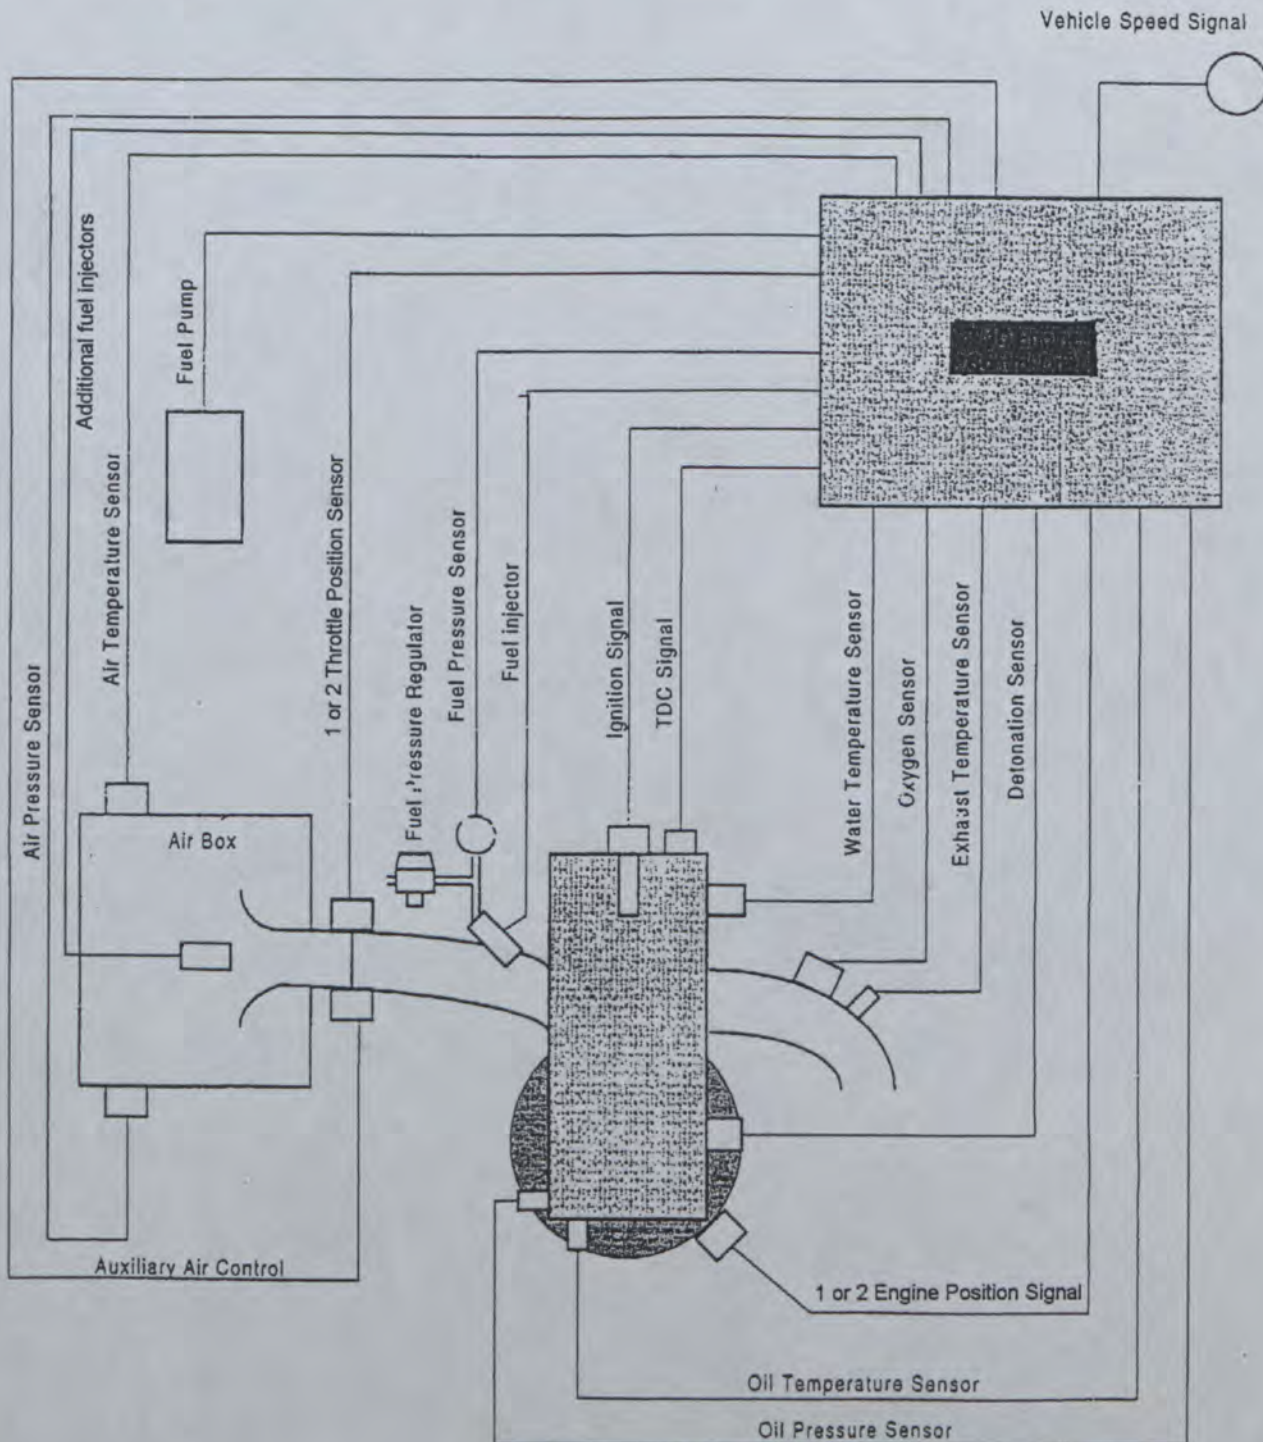 Vehicle Speed Signal
Additional fuel injectors
Fuel Pump
Air Temperature Sensor
Air Pressure Sensor
1 or 2 Throttle Position Sensor
Fuel Pressure Regulator
Fuel Pressure Sensor
Fuel injector
Ignition Signal
TDC Signal
Water Temperature Sensor
Oxygen Sensor
Exhaust Temperature Sensor
Detonation Sensor
Air Box
Auxiliary Air Control
1 or 2 Engine Position Signal
Oil Temperature Sensor
Oil Pressure Sensor